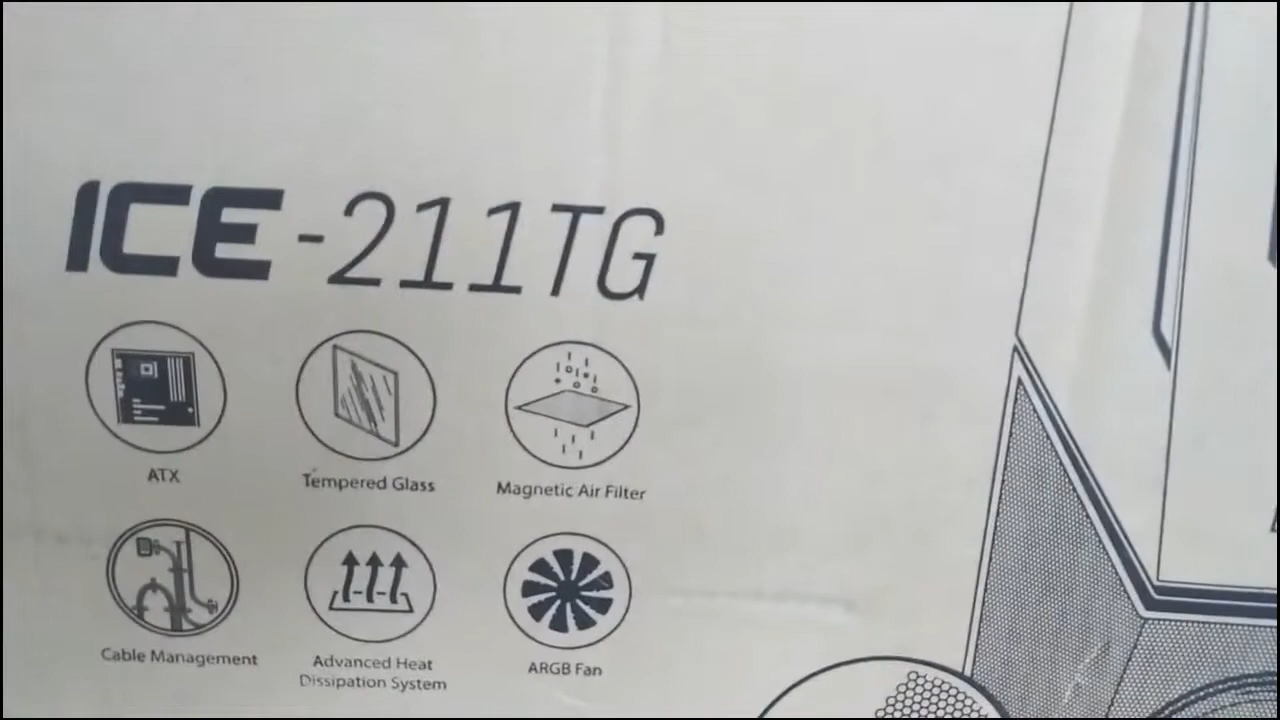 ICE-211TG
ATX
Tempered Glass
Magnetic Air Filter
Cable Management
Advanced Heat
Dissipation System
ARGB Fan